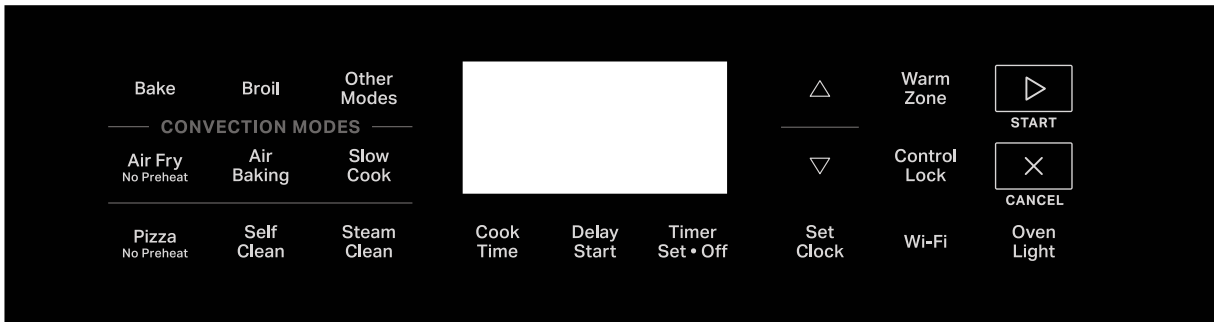 Bake
Broil
Other
Modes
CONVECTION MODES
Air Fry
No Preheat
Air
Baking
Slow
Cook
Pizza
No Preheat
Self
Clean
Steam
Clean
Cook
Time
Delay
Start
Timer
Set • Off
Set
Clock
Warm
Zone
Control
Lock
Wi-Fi
START
CANCEL
Oven
Light